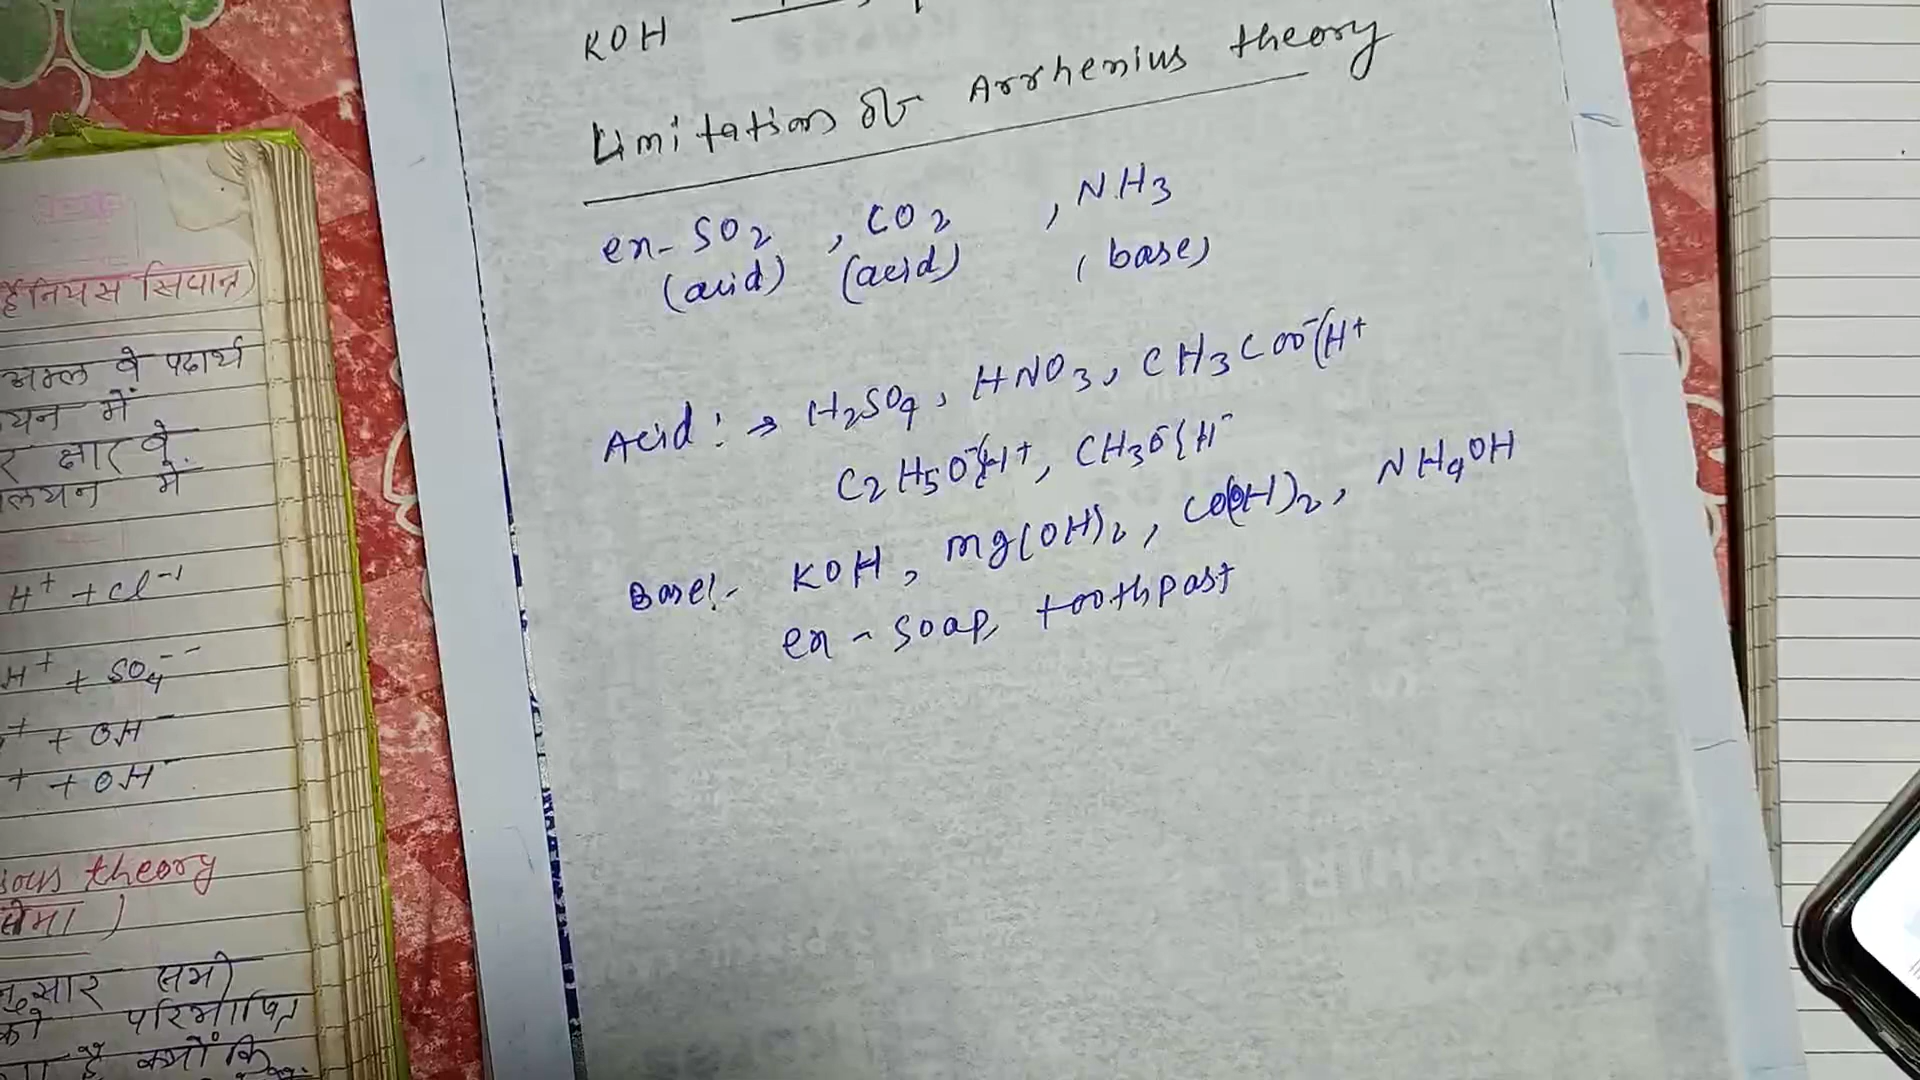 KOH
Limitation of Arrhenius theory
ex- SO2 , CO2 , NH3
(acid) (acid) (base)
Acid :→ H2SO4, HNO3, CH3COO-(H+
C2H5O-{H+, CH3O-{H-
Base:- KOH, mg(OH)2, CO(OH)2, NH4OH
ex - Soap, toothpast
सिद्धान्त)
अम्ल वे पदार्थ
यन में
र क्षार वे
लयन में
H+ + Cl-1
H+ + SO4--
+ + OH-
+ + OH-
theory
सीमा)
नुसार सभी
को परिभाषित
है क्योंकि